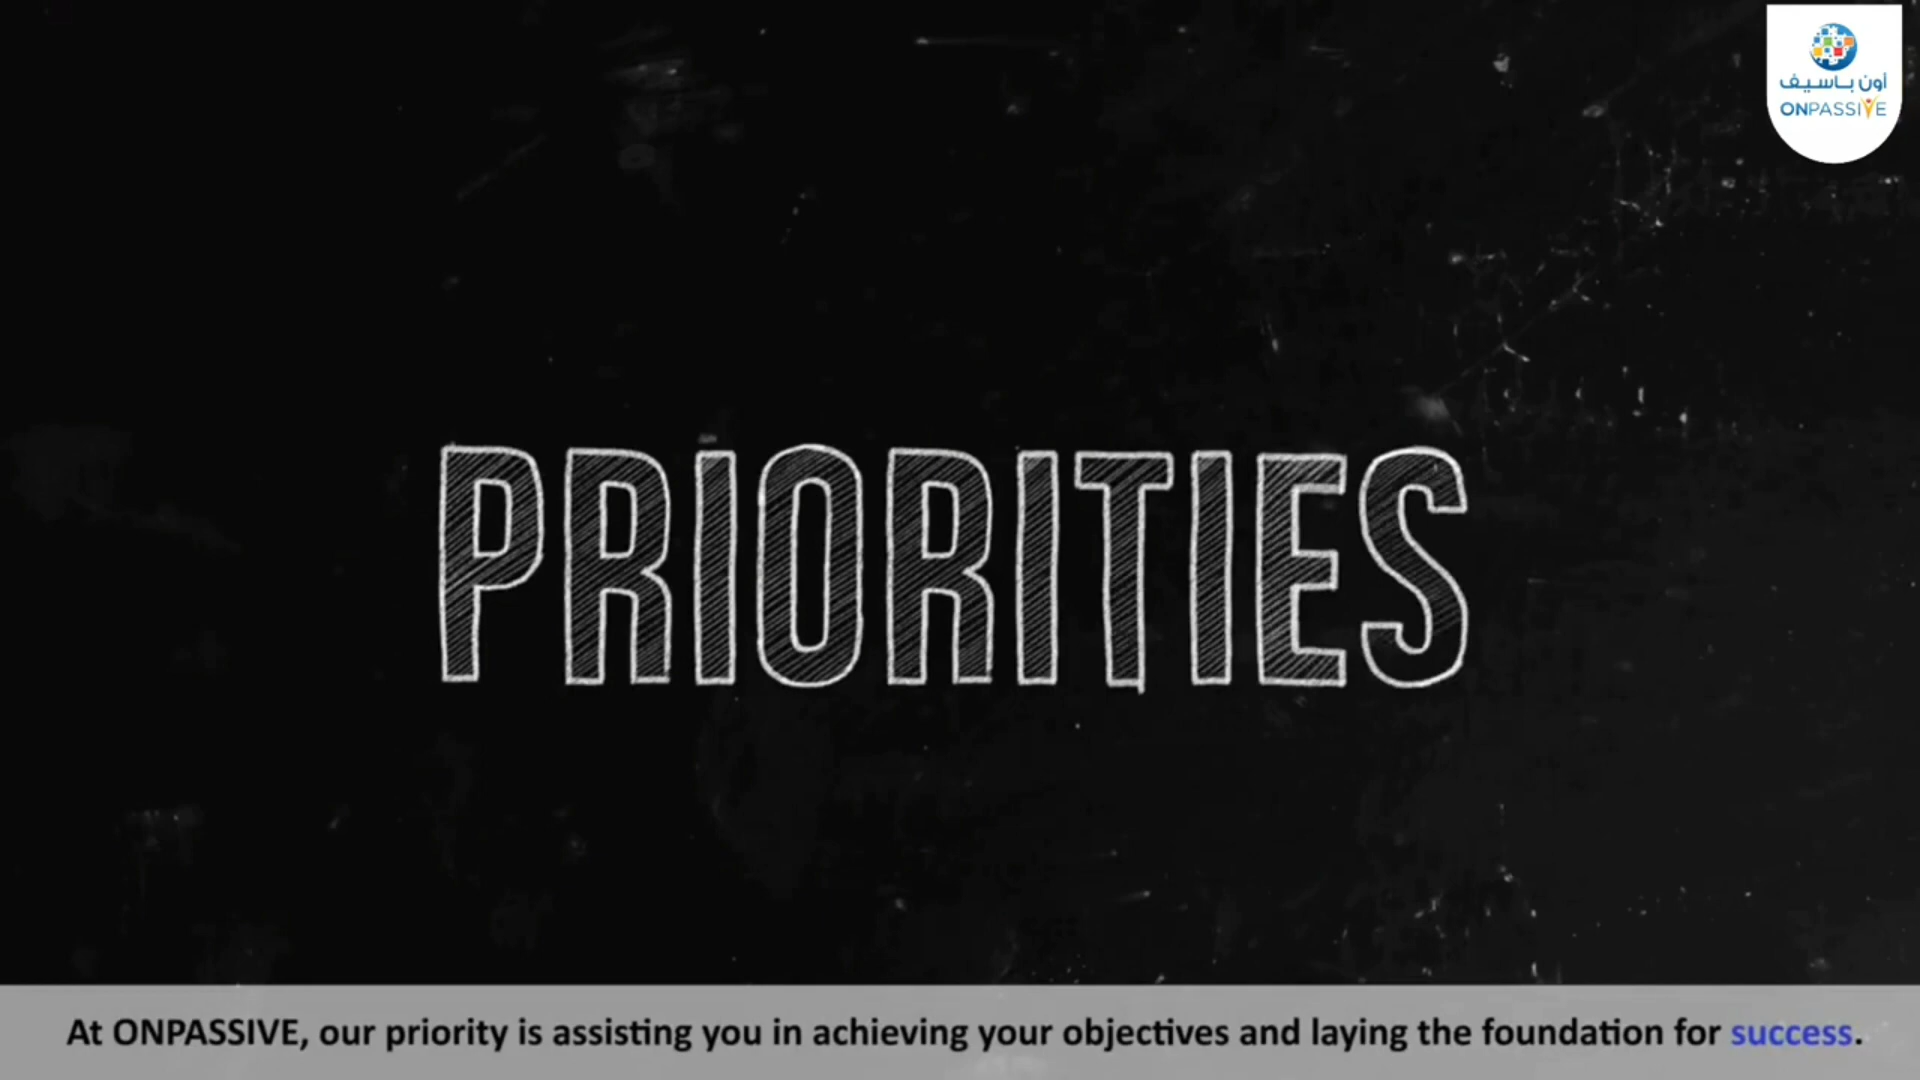 أون باسيف
ONPASSIVE
PRIORITIES
At ONPASSIVE, our priority is assisting you in achieving your objectives and laying the foundation for success.